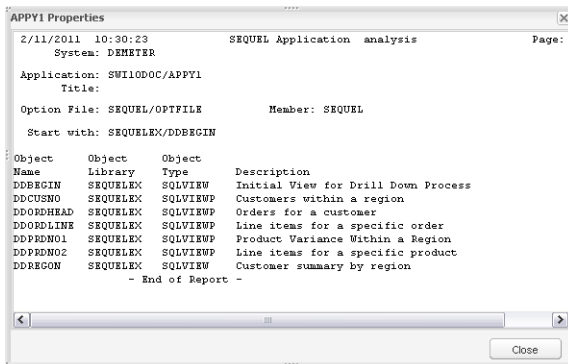 APPY1 Properties
2/11/2011 10:30:23 SEQUEL Application analysis Page:
System: DEMETER
Application: SWI10DOC/APPY1
Title:
Option File: SEQUEL/OPTFILE Member: SEQUEL
Start with: SEQUELEX/DDBEGIN
Object Object Object
Name Library Type Description
DDBEGIN SEQUELEX SQLVIEW Initial View for Drill Down Process
DDCUSNO SEQUELEX SQLVIEWP Customers within a region
DDORDHEAD SEQUELEX SQLVIEWP Orders for a customer
DDORDLINE SEQUELEX SQLVIEWP Line items for a specific order
DDPRDNO1 SEQUELEX SQLVIEWP Product Variance Within a Region
DDPRDNO2 SEQUELEX SQLVIEWP Line items for a specific product
DDREGON SEQUELEX SQLVIEW Customer summary by region
- End of Report -
Close